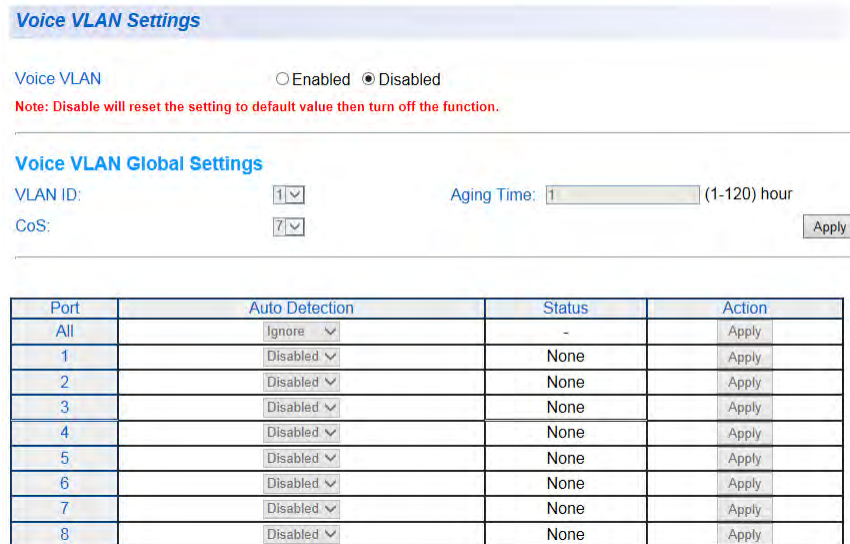 Voice VLAN Settings
Voice VLAN Enabled Disabled
Note: Disable will reset the setting to default value then turn off the function.
Voice VLAN Global Settings
VLAN ID: 1 Aging Time: 1 (1-120) hour
CoS: 7 Apply
Port Auto Detection Status Action
All Ignore - Apply
1 Disabled None Apply
2 Disabled None Apply
3 Disabled None Apply
4 Disabled None Apply
5 Disabled None Apply
6 Disabled None Apply
7 Disabled None Apply
8 Disabled None Apply